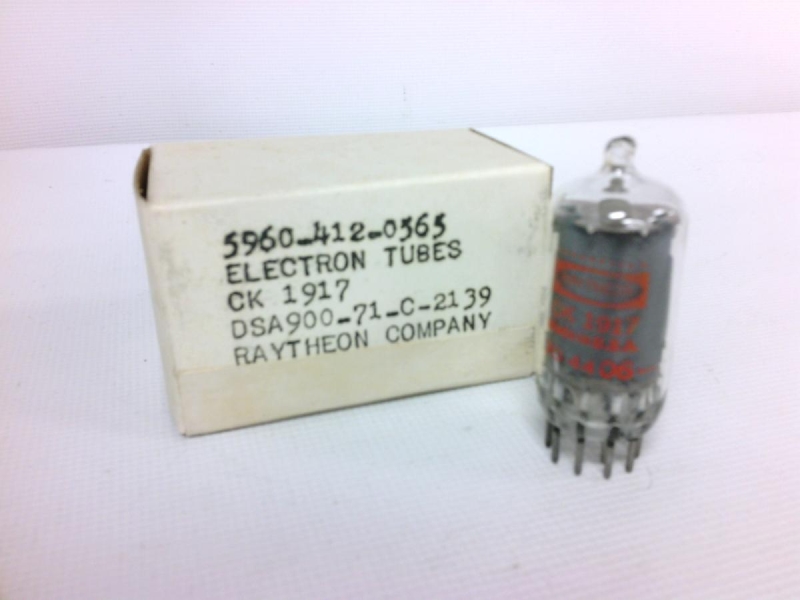 5960-412-0565
ELECTRON TUBES
CK 1917
DSA900-71-C-2139
RAYTHEON COMPANY
CK 1917